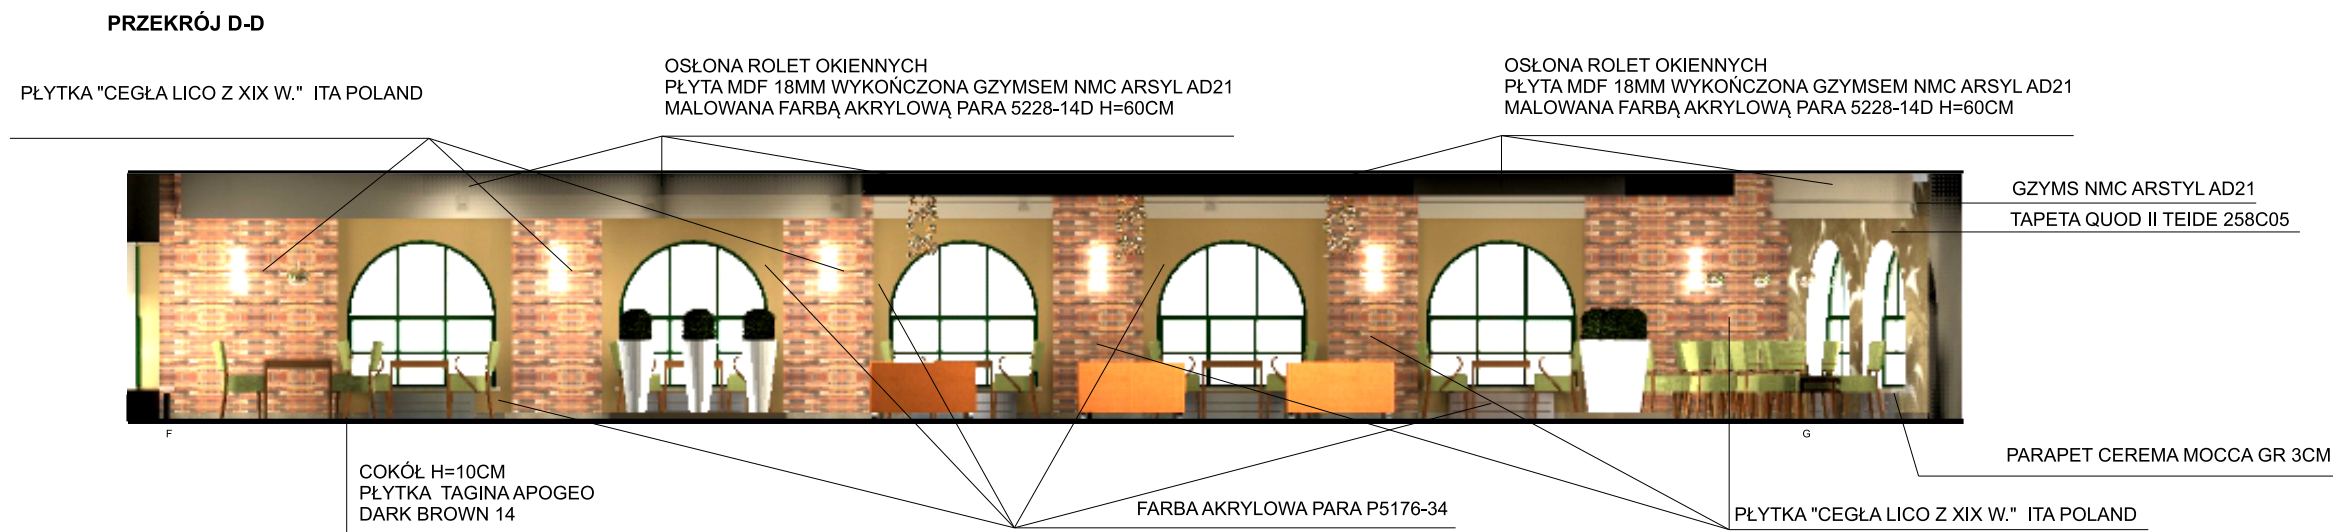 PRZEKRÓJ D-D
PŁYTKA "CEGŁA LICO Z XIX W."  ITA POLAND
OSŁONA ROLET OKIENNYCH
PŁYTA MDF 18MM WYKOŃCZONA GZYMSEM NMC ARSYL AD21
MALOWANA FARBĄ AKRYLOWĄ PARA 5228-14D H=60CM
OSŁONA ROLET OKIENNYCH
PŁYTA MDF 18MM WYKOŃCZONA GZYMSEM NMC ARSYL AD21
MALOWANA FARBĄ AKRYLOWĄ PARA 5228-14D H=60CM
GZYMS NMC ARSTYL AD21
TAPETA QUOD II TEIDE 258C05
F
G
COKÓŁ H=10CM
PŁYTKA  TAGINA APOGEO
DARK BROWN 14
FARBA AKRYLOWA PARA P5176-34
PARAPET CEREMA MOCCA GR 3CM
PŁYTKA "CEGŁA LICO Z XIX W."  ITA POLAND